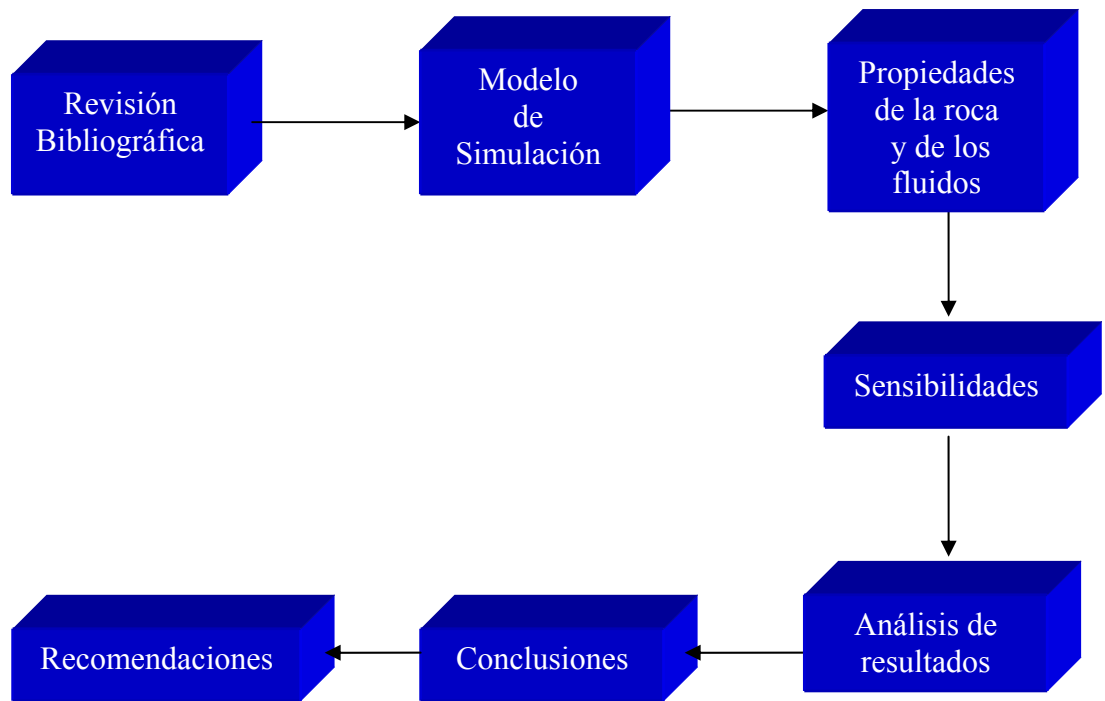 Revisión
Bibliográfica
Modelo
de
Simulación
Propiedades
de la roca
y de los
fluidos
Sensibilidades
Análisis de
resultados
Conclusiones
Recomendaciones